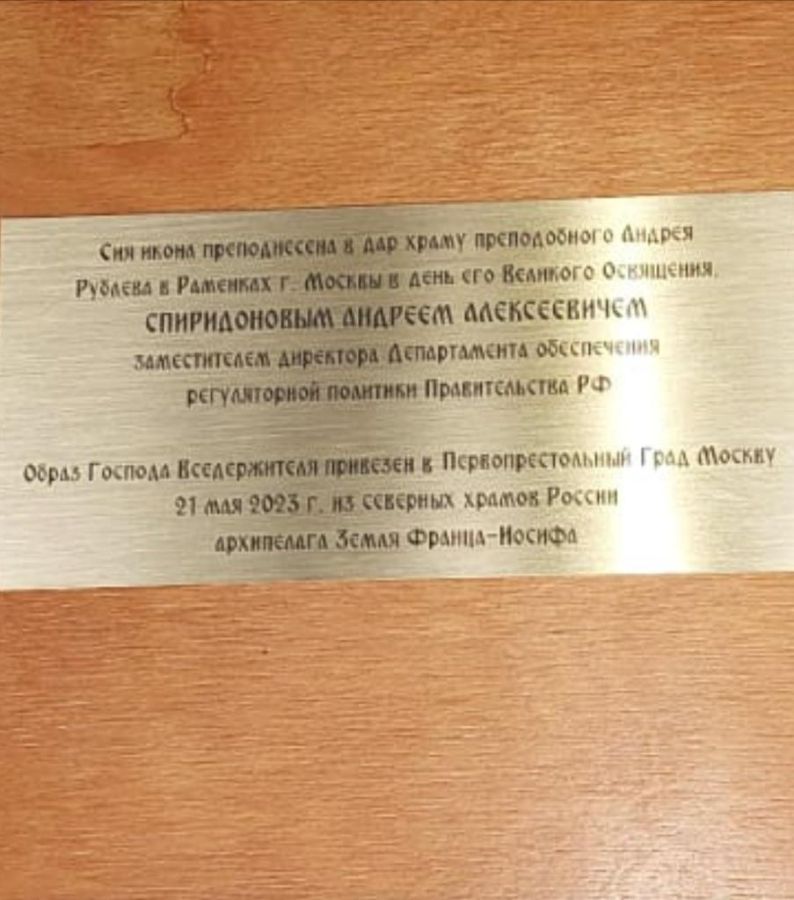 Сия икона преподнесена в дар храму преподобного Андрея
Рублева в Раменках г. Москвы в день его Великого Освящения,
СПИРИДОНОВЫМ АНДРЕЕМ АЛЕКСЕЕВИЧЕМ
заместителем директора Департамента обеспечения
регуляторной политики Правительства РФ
Образ Господа Вседержителя привезен в Первопрестольный Град Москву
21 мая 2023 г. из северных храмов России
архипелага Земля Франца-Иосифа